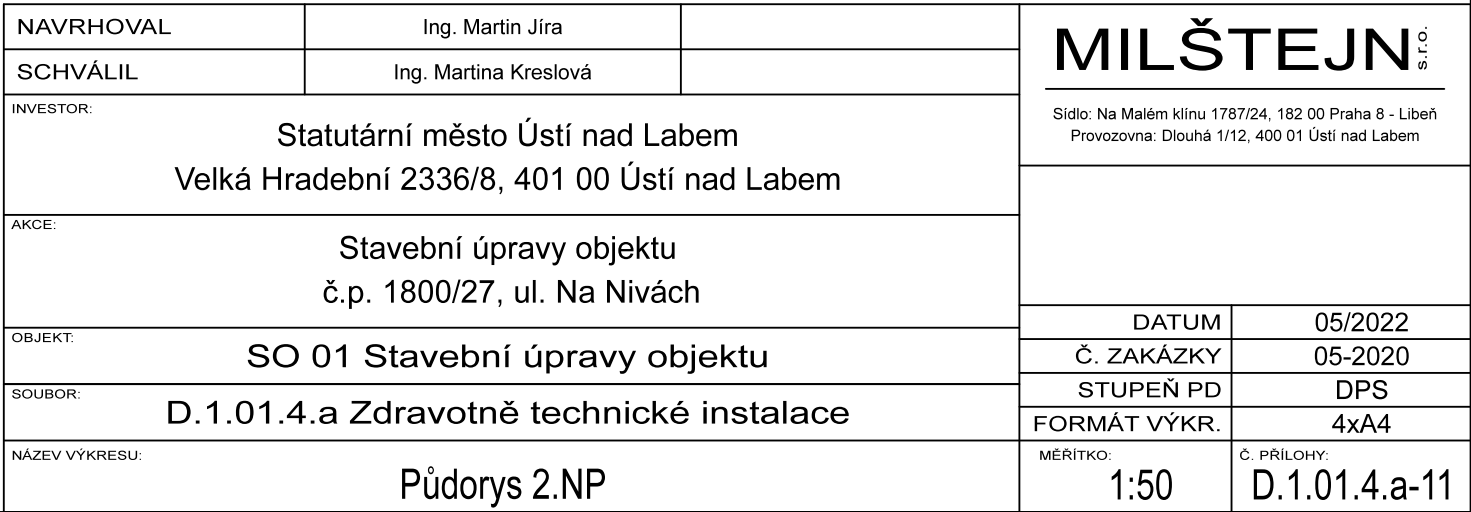 NAVRHOVAL Ing. Martin Jíra
SCHVÁLIL Ing. Martina Kreslová
INVESTOR:
Statutární město Ústí nad Labem
Velká Hradební 2336/8, 401 00 Ústí nad Labem
AKCE:
Stavební úpravy objektu
č.p. 1800/27, ul. Na Nivách
OBJEKT:
SO 01 Stavební úpravy objektu
SOUBOR:
D.1.01.4.a Zdravotně technické instalace
NÁZEV VÝKRESU:
Půdorys 2.NP
MILŠTEJN s.r.o.
Sídlo: Na Malém klínu 1787/24, 182 00 Praha 8 - Libeň
Provozovna: Dlouhá 1/12, 400 01 Ústí nad Labem
DATUM 05/2022
Č. ZAKÁZKY 05-2020
STUPEŇ PD DPS
FORMÁT VÝKR. 4xA4
MĚŘÍTKO:
1:50
Č. PŘÍLOHY:
D.1.01.4.a-11